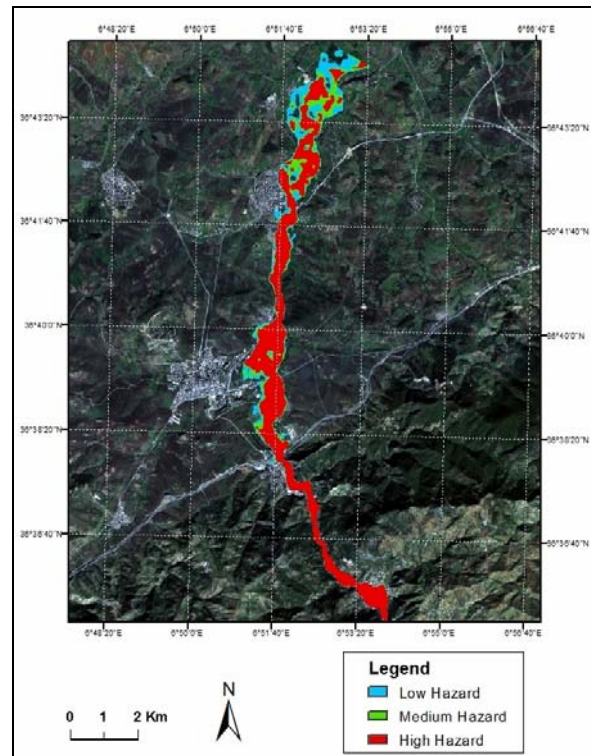 6°48'20"E 6°50'0"E 6°51'40"E 6°53'20"E 6°55'0"E 6°56'40"E
36°43'20"N 36°43'20"N
36°41'40"N 36°41'40"N
36°40'0"N 36°40'0"N
36°38'20"N 36°38'20"N
36°36'40"N 36°36'40"N
6°48'20"E 6°50'0"E 6°51'40"E 6°53'20"E 6°55'0"E 6°56'40"E
N
0 1 2 Km
Legend
Low Hazard
Medium Hazard
High Hazard